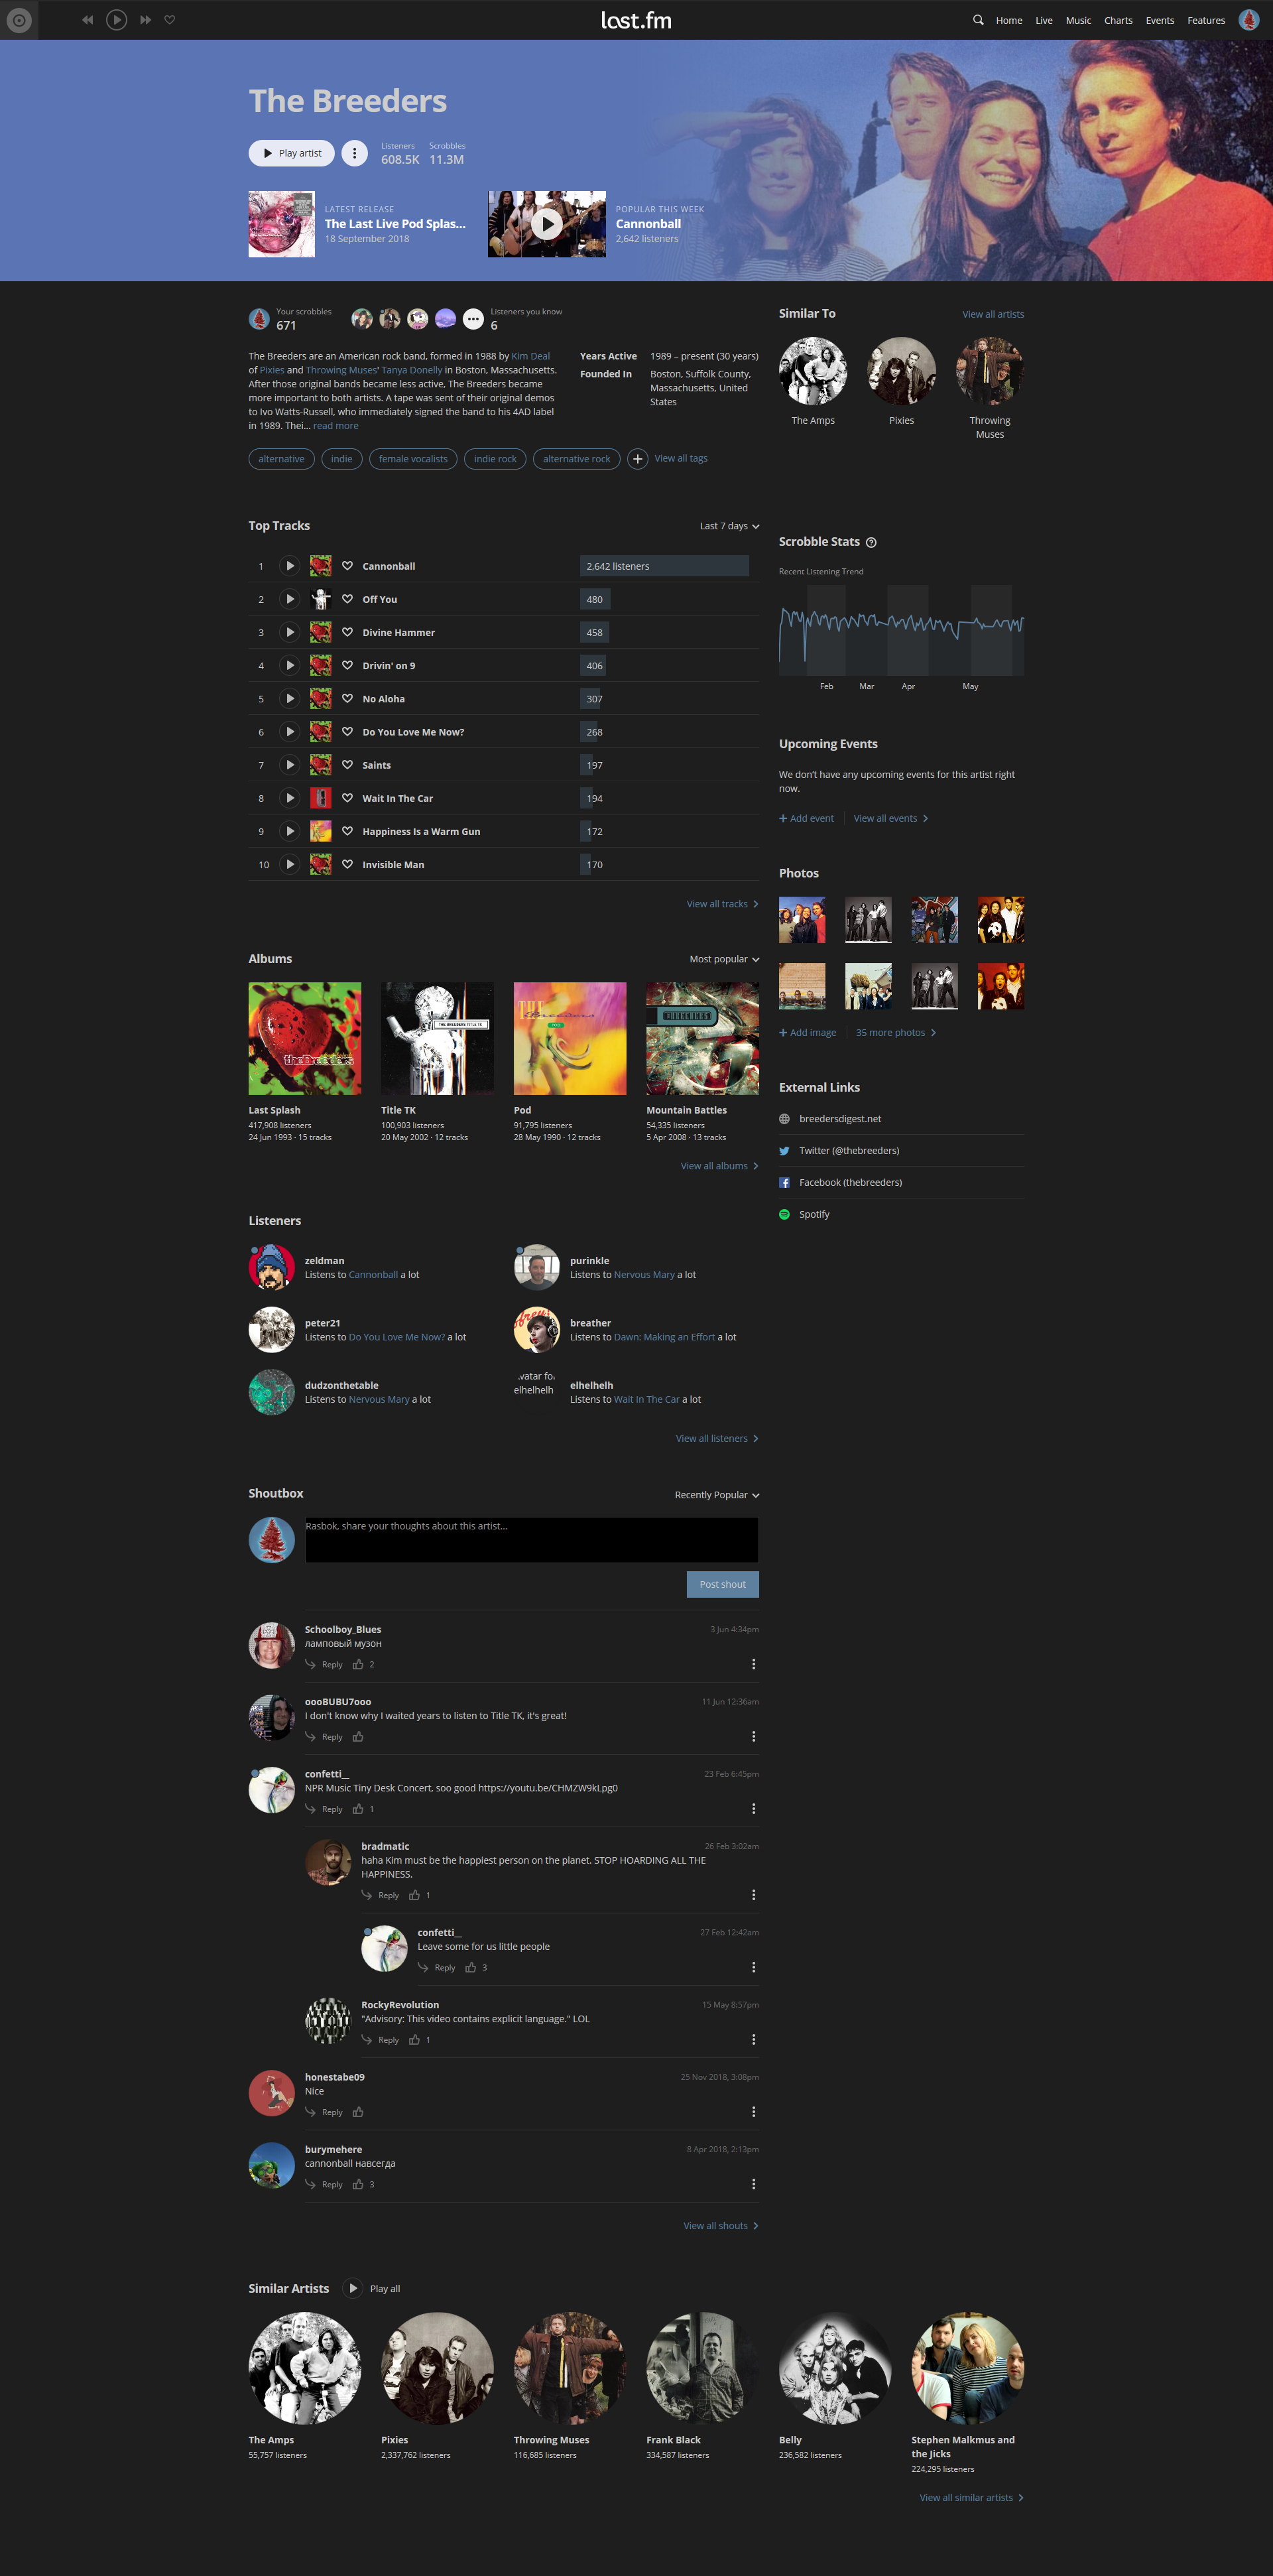 last.fm
Home Live Music Charts Events Features
The Breeders
Play artist
Listeners Scrobbles
608.5K 11.3M
LATEST RELEASE
The Last Live Pod Splas...
18 September 2018
POPULAR THIS WEEK
Cannonball
2,642 listeners
Your scrobbles
671
Listeners you know
6
The Breeders are an American rock band, formed in 1988 by Kim Deal
of Pixies and Throwing Muses' Tanya Donelly in Boston, Massachusetts.
After those original bands became less active, The Breeders became
more important to both artists. A tape was sent of their original demos
to Ivo Watts-Russell, who immediately signed the band to his 4AD label
in 1989. Thei... read more
Years Active 1989 – present (30 years)
Founded In Boston, Suffolk County,
Massachusetts, United
States
alternative indie female vocalists indie rock alternative rock View all tags
Similar To View all artists
The Amps Pixies Throwing
Muses
Top Tracks Last 7 days
1 Cannonball 2,642 listeners
2 Off You 480
3 Divine Hammer 458
4 Drivin' on 9 406
5 No Aloha 307
6 Do You Love Me Now? 268
7 Saints 197
8 Wait In The Car 194
9 Happiness Is a Warm Gun 172
10 Invisible Man 170
View all tracks
Scrobble Stats ?
Recent Listening Trend
Feb Mar Apr May
Upcoming Events
We don't have any upcoming events for this artist right
now.
Add event View all events
Photos
Add image 35 more photos
External Links
breedersdigest.net
Twitter (@thebreeders)
Facebook (thebreeders)
Spotify
Albums Most popular
theBreeders
THE BREEDERS TITLE TK
THE
Breeders
Last Splash
417,908 listeners
24 Jun 1993 · 15 tracks
Title TK
100,903 listeners
20 May 2002 · 12 tracks
Pod
91,795 listeners
28 May 1990 · 12 tracks
Mountain Battles
54,335 listeners
5 Apr 2008 · 13 tracks
View all albums
Listeners
zeldman
Listens to Cannonball a lot
purinkle
Listens to Nervous Mary a lot
peter21
Listens to Do You Love Me Now? a lot
breather
Listens to Dawn: Making an Effort a lot
dudzonthetable
Listens to Nervous Mary a lot
vatar for
elhelhelh
elhelhelh
Listens to Wait In The Car a lot
View all listeners
Shoutbox Recently Popular
Rasbok, share your thoughts about this artist...
Post shout
Schoolboy_Blues 3 Jun 4:34pm
ламповый музон
Reply 2
oooBUBU7ooo 11 Jun 12:36am
I don't know why I waited years to listen to Title TK, it's great!
Reply
confetti__ 23 Feb 6:45pm
NPR Music Tiny Desk Concert, soo good https://youtu.be/CHMZW9kLpg0
Reply 1
bradmatic 26 Feb 3:02am
haha Kim must be the happiest person on the planet. STOP HOARDING ALL THE
HAPPINESS.
Reply 1
confetti__ 27 Feb 12:42am
Leave some for us little people
Reply 3
RockyRevolution 15 May 8:57pm
"Advisory: This video contains explicit language." LOL
Reply 1
honestabe09 25 Nov 2018, 3:08pm
Nice
Reply
burymehere 8 Apr 2018, 2:13pm
cannonball навсегда
Reply 3
View all shouts
Similar Artists Play all
The Amps
55,757 listeners
Pixies
2,337,762 listeners
Throwing Muses
116,685 listeners
Frank Black
334,587 listeners
Belly
236,582 listeners
Stephen Malkmus and
the Jicks
224,295 listeners
View all similar artists